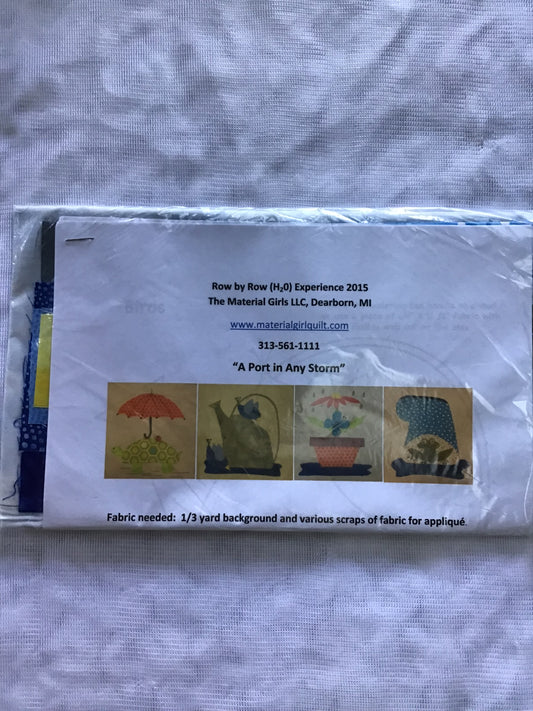 Row by Row (H₂0) Experience 2015
The Material Girls LLC, Dearborn, MI
www.materialgirlquilt.com
313-561-1111
“A Port in Any Storm”
Fabric needed: 1/3 yard background and various scraps of fabric for appliqué.